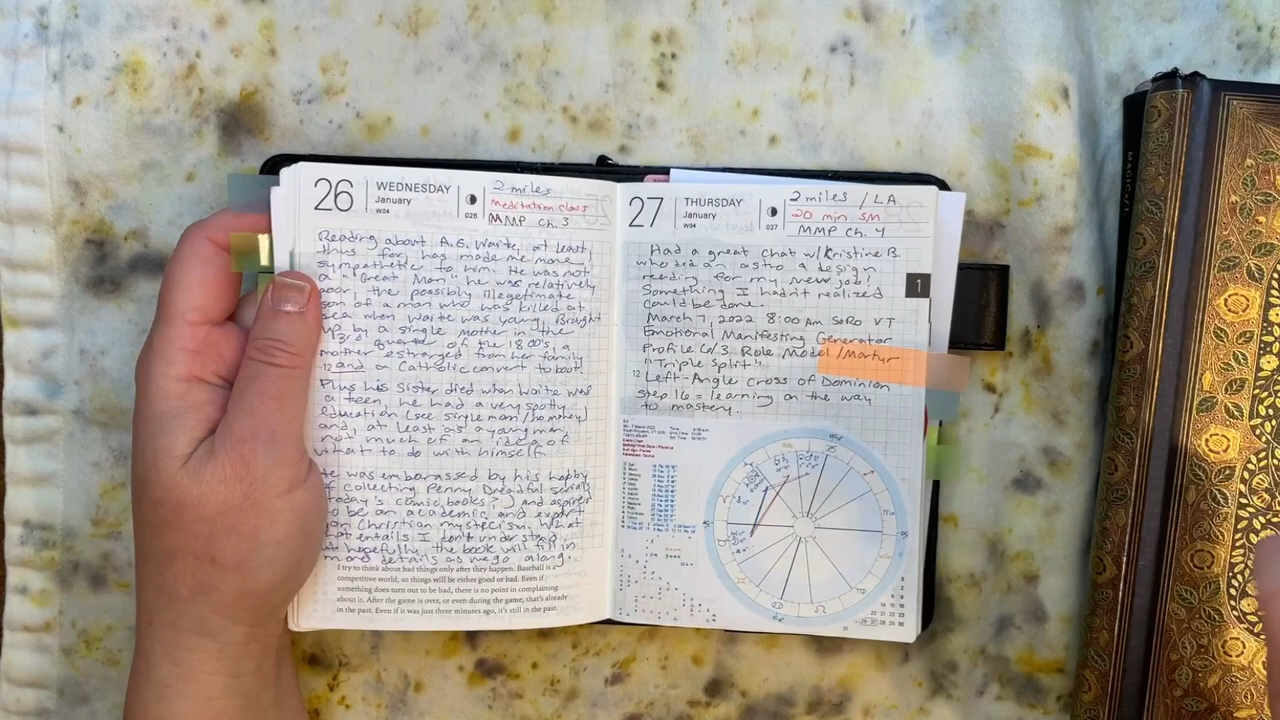 26
WEDNESDAY
January
W04
026
2 miles
Meditation Class
MMP Ch. 3
Reading about A.E. Waite, at least
thus far, has made me more
sympathetic to him. He was not
a "Great Man" he was relatively
poor, the possibly illegitimate
son of a man who was killed at
sea when Waite was young. Brought
up by a single mother in the
3rd quarter of the 1800's, a
mother estranged from her family
12 and a Catholic convert to boot!
Plus his sister died when Waite was
a teen, he had a very spotty
education (see single mom/no money)
and, at least as a young man
not much of an idea of
what to do with himself.
He was embarassed by his hobby
of collecting Penny Dreadful serials
(today's comic books?) and aspired
to be an academic and expert
on Christian mystecism. What
that entails I don't understand
but hopefully the book will fill in
more details as we go along.
I try to think about bad things only after they happen. Baseball is a
competitive world, so things will be either good or bad. Even if
something does turn out to be bad, there is no point in complaining
about it. After the game is over, or even during the game, that's already
in the past. Even if it was just three minutes ago, it's still in the past.
27
THURSDAY
January
W04
027
2 miles / LA
20 min SM
MMP Ch. 4
Had a great chat w/ Kristine B.
who did an astro & design
reading for my new job!
Something I hadn't realized
could be done.
March 7, 2022 8:00 Am SoRo VT
Emotional Manifesting Generator
Profile 6/3 Role Model / Martyr
"Triple Split"
12 Left-Angle Cross of Dominion
step 16 = learning on the way
to mastery.
1
MAGIC of I